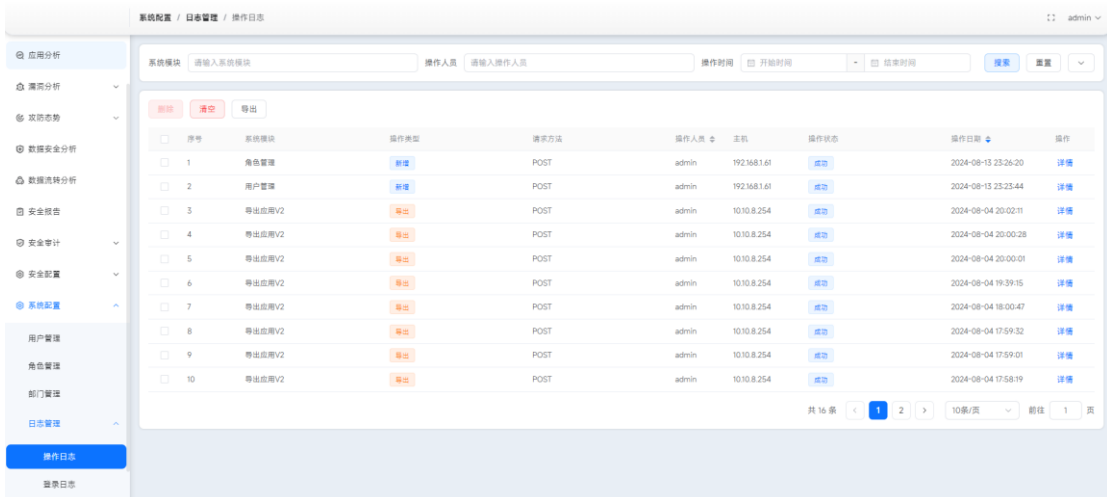 系统配置 / 日志管理 / 操作日志
admin
应用分析
漏洞分析
攻防态势
数据安全分析
数据流转分析
安全报告
安全审计
安全配置
系统配置
用户管理
角色管理
部门管理
日志管理
操作日志
登录日志
系统模块 请输入系统模块 操作人员 请输入操作人员 操作时间 开始时间 - 结束时间 搜索 重置
删除 清空 导出
序号 系统模块 操作类型 请求方法 操作人员 主机 操作状态 操作日期 操作
1 角色管理 新增 POST admin 192.168.1.61 成功 2024-08-13 23:26:20 详情
2 用户管理 新增 POST admin 192.168.1.61 成功 2024-08-13 23:23:44 详情
3 导出应用V2 导出 POST admin 10.10.8.254 成功 2024-08-04 20:02:11 详情
4 导出应用V2 导出 POST admin 10.10.8.254 成功 2024-08-04 20:00:28 详情
5 导出应用V2 导出 POST admin 10.10.8.254 成功 2024-08-04 20:00:01 详情
6 导出应用V2 导出 POST admin 10.10.8.254 成功 2024-08-04 19:39:15 详情
7 导出应用V2 导出 POST admin 10.10.8.254 成功 2024-08-04 18:00:47 详情
8 导出应用V2 导出 POST admin 10.10.8.254 成功 2024-08-04 17:59:32 详情
9 导出应用V2 导出 POST admin 10.10.8.254 成功 2024-08-04 17:59:01 详情
10 导出应用V2 导出 POST admin 10.10.8.254 成功 2024-08-04 17:58:19 详情
共 16 条 1 2 10条/页 前往 1 页